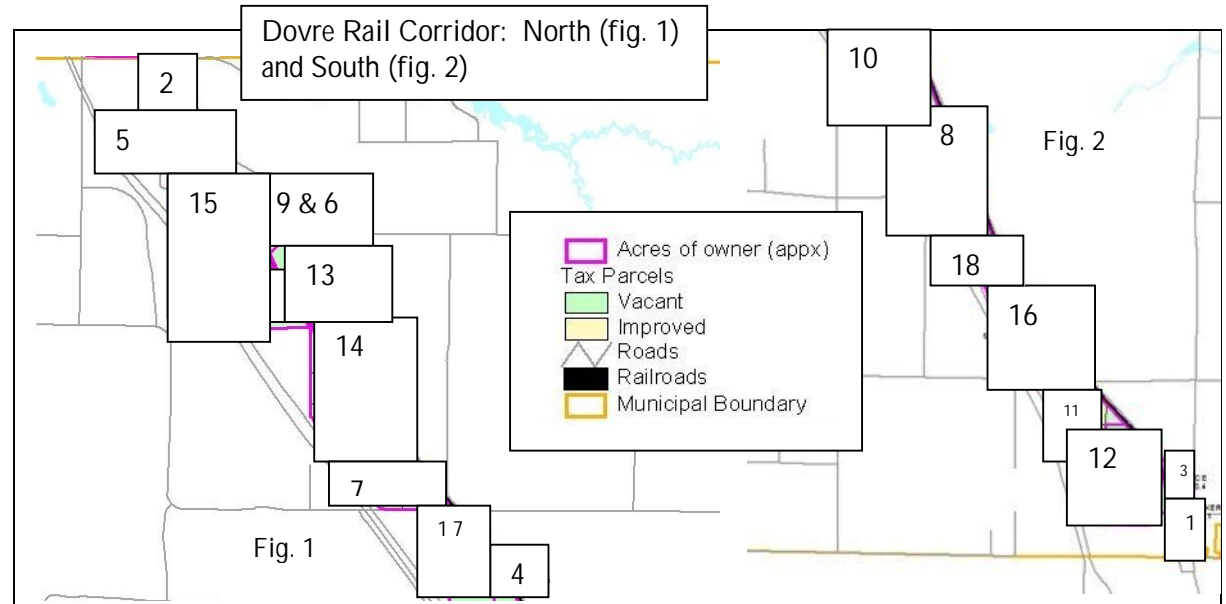 Dovre Rail Corridor: North (fig. 1)
and South (fig. 2)
2
5
15
9 & 6
13
14
7
17
4
Fig. 1
Acres of owner (appx)
Tax Parcels
Vacant
Improved
Roads
Railroads
Municipal Boundary
10
8
Fig. 2
18
16
11
12
3
1